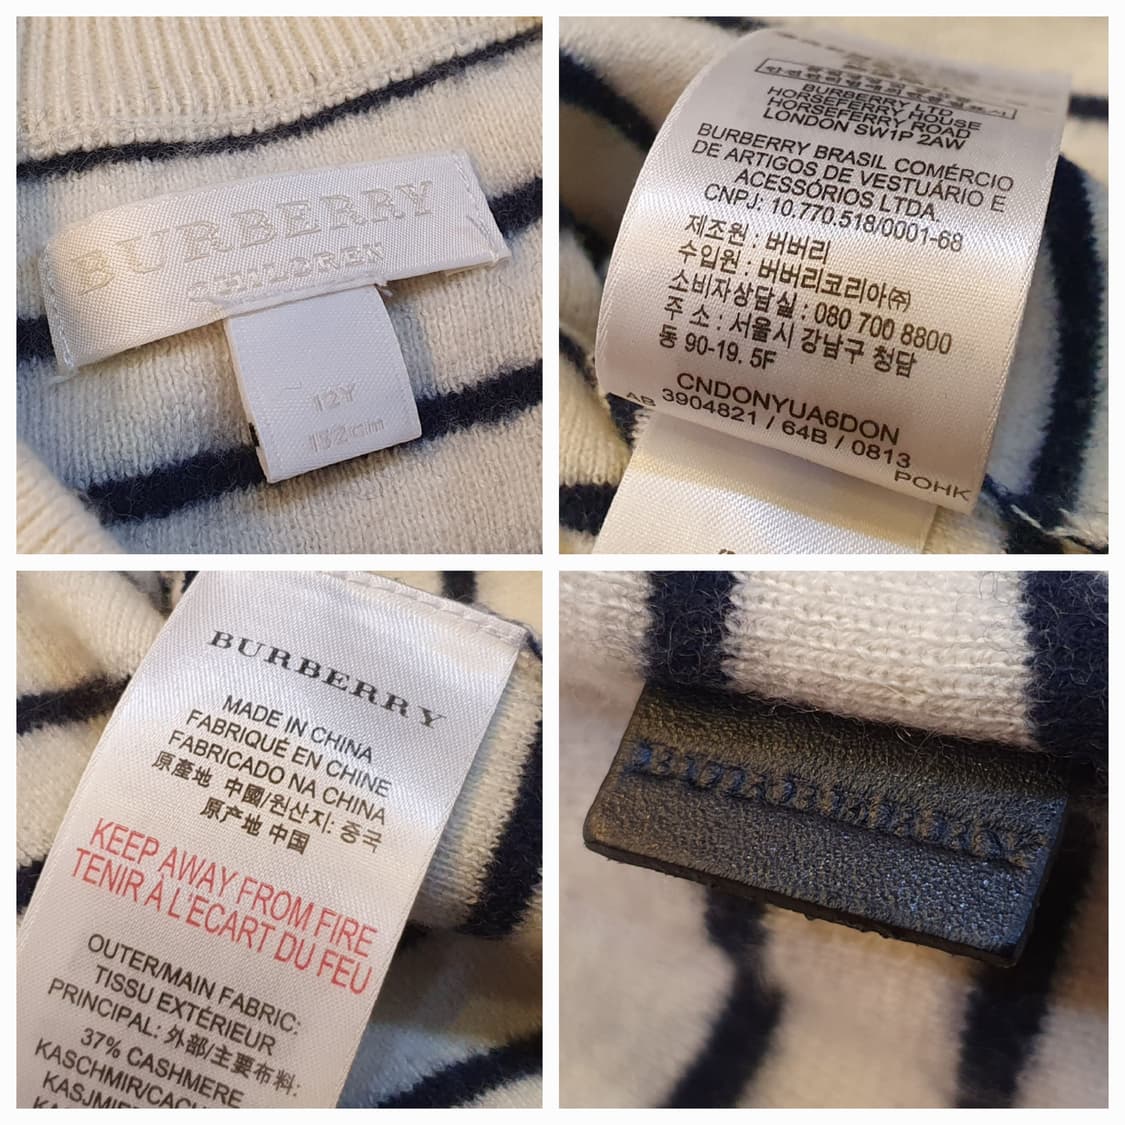 BURBERRY
CHILDREN
12Y
152cm
BURBERRY LTD
HORSEFERRY HOUSE
HORSEFERRY ROAD
LONDON SW1P 2AW
BURBERRY BRASIL COMÉRCIO
DE ARTIGOS DE VESTUÁRIO E
ACESSÓRIOS LTDA.
CNPJ: 10.770.518/0001-68
제조원 : 버버리
수입원 : 버버리코리아㈜
소비자상담실 : 080 700 8800
주 소 : 서울시 강남구 청담
동 90-19. 5F
CNDONYUA6DON
AB 3904821 / 64B / 0813
POHK
BURBERRY
MADE IN CHINA
FABRIQUÉ EN CHINE
FABRICADO NA CHINA
原產地 中國/원산지: 중국
原产地 中国
KEEP AWAY FROM FIRE
TENIR À L'ECART DU FEU
OUTER/MAIN FABRIC:
TISSU EXTÉRIEUR
PRINCIPAL: 外部/主要布料:
37% CASHMERE
KASCHMIR/CACH
KASJMIE
BURBERRY